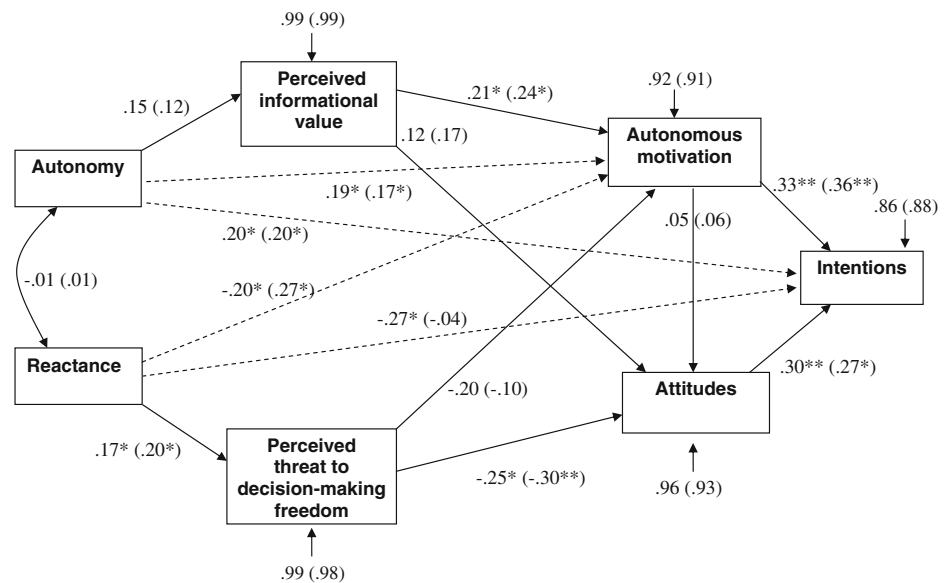 .99 (.99)
Perceived
informational
value
.92 (.91)
.21* (.24*)
.15 (.12)
Autonomous
motivation
.12 (.17)
Autonomy
.19* (.17*)
.33** (.36**)
.86 (.88)
.05 (.06)
.20* (.20*)
Intentions
-.01 (.01)
-.20* (.27*)
-.27* (-.04)
Reactance
.30** (.27*)
Attitudes
-.20 (-.10)
.17* (.20*)
Perceived
threat to
decision-making
freedom
-.25* (-.30**)
.96 (.93)
.99 (.98)